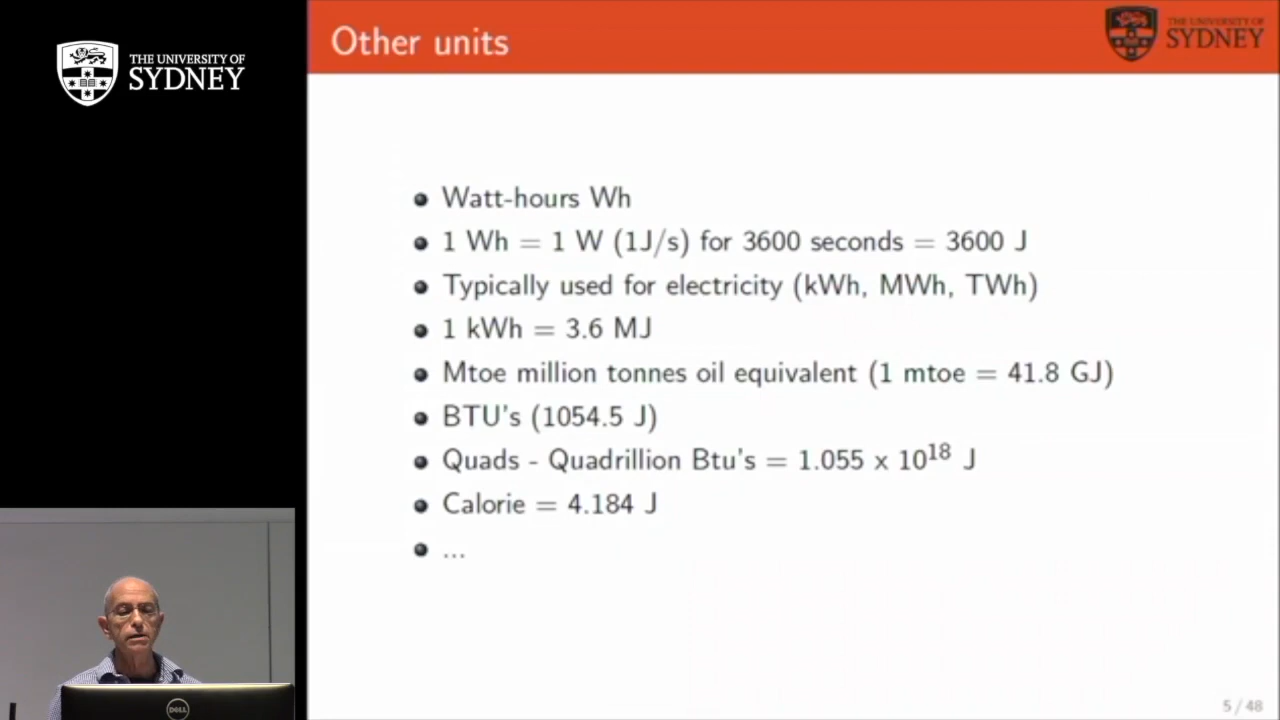 THE UNIVERSITY OF
SYDNEY
Other units
THE UNIVERSITY OF
SYDNEY
Watt-hours Wh
1 Wh = 1 W (1J/s) for 3600 seconds = 3600 J
Typically used for electricity (kWh, MWh, TWh)
1 kWh = 3.6 MJ
Mtoe million tonnes oil equivalent (1 mtoe = 41.8 GJ)
BTU's (1054.5 J)
Quads - Quadrillion Btu's = 1.055 x 10¹⁸ J
Calorie = 4.184 J
...
DELL
5 / 48